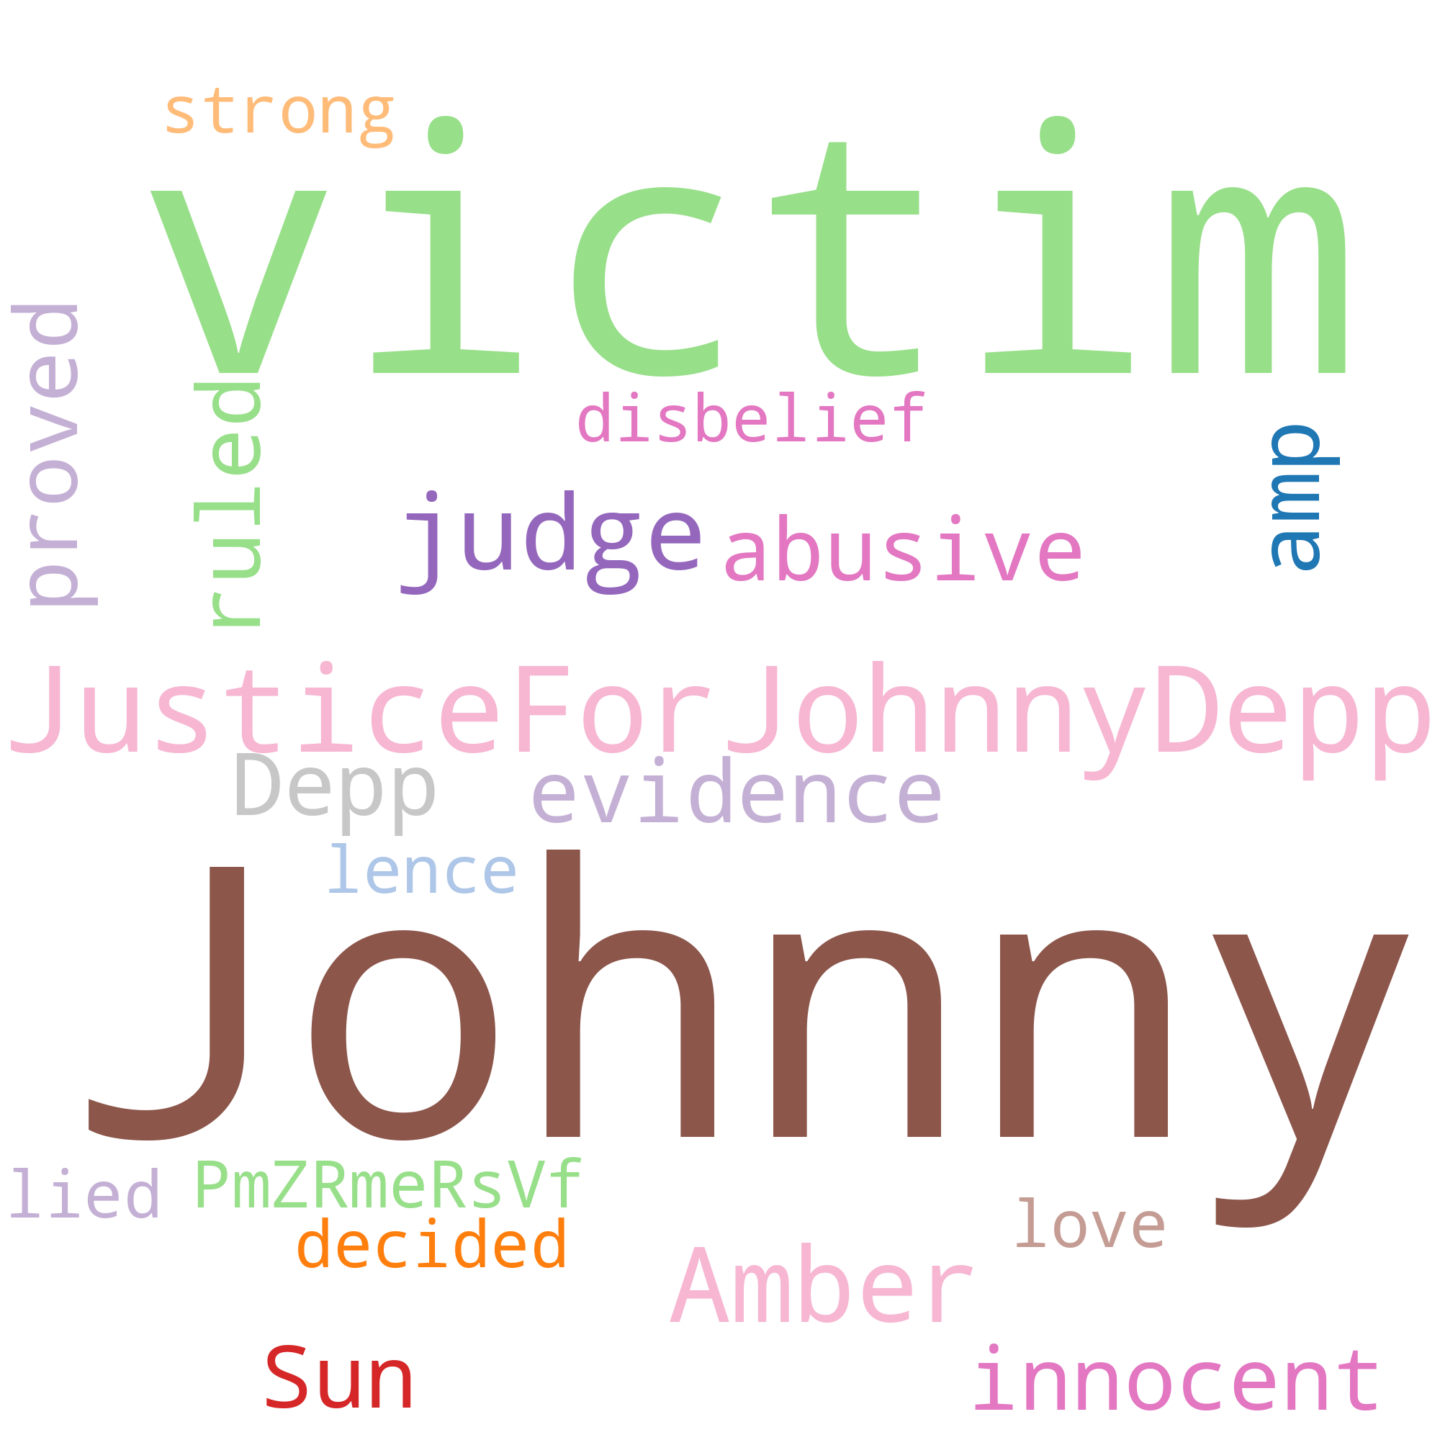 strong
victim
proved
ruled
disbelief
amp
judge
abusive
JusticeForJohnnyDepp
Depp
evidence
lence
Johnny
lied
PmZRmeRsVf
love
decided
Amber
Sun
innocent